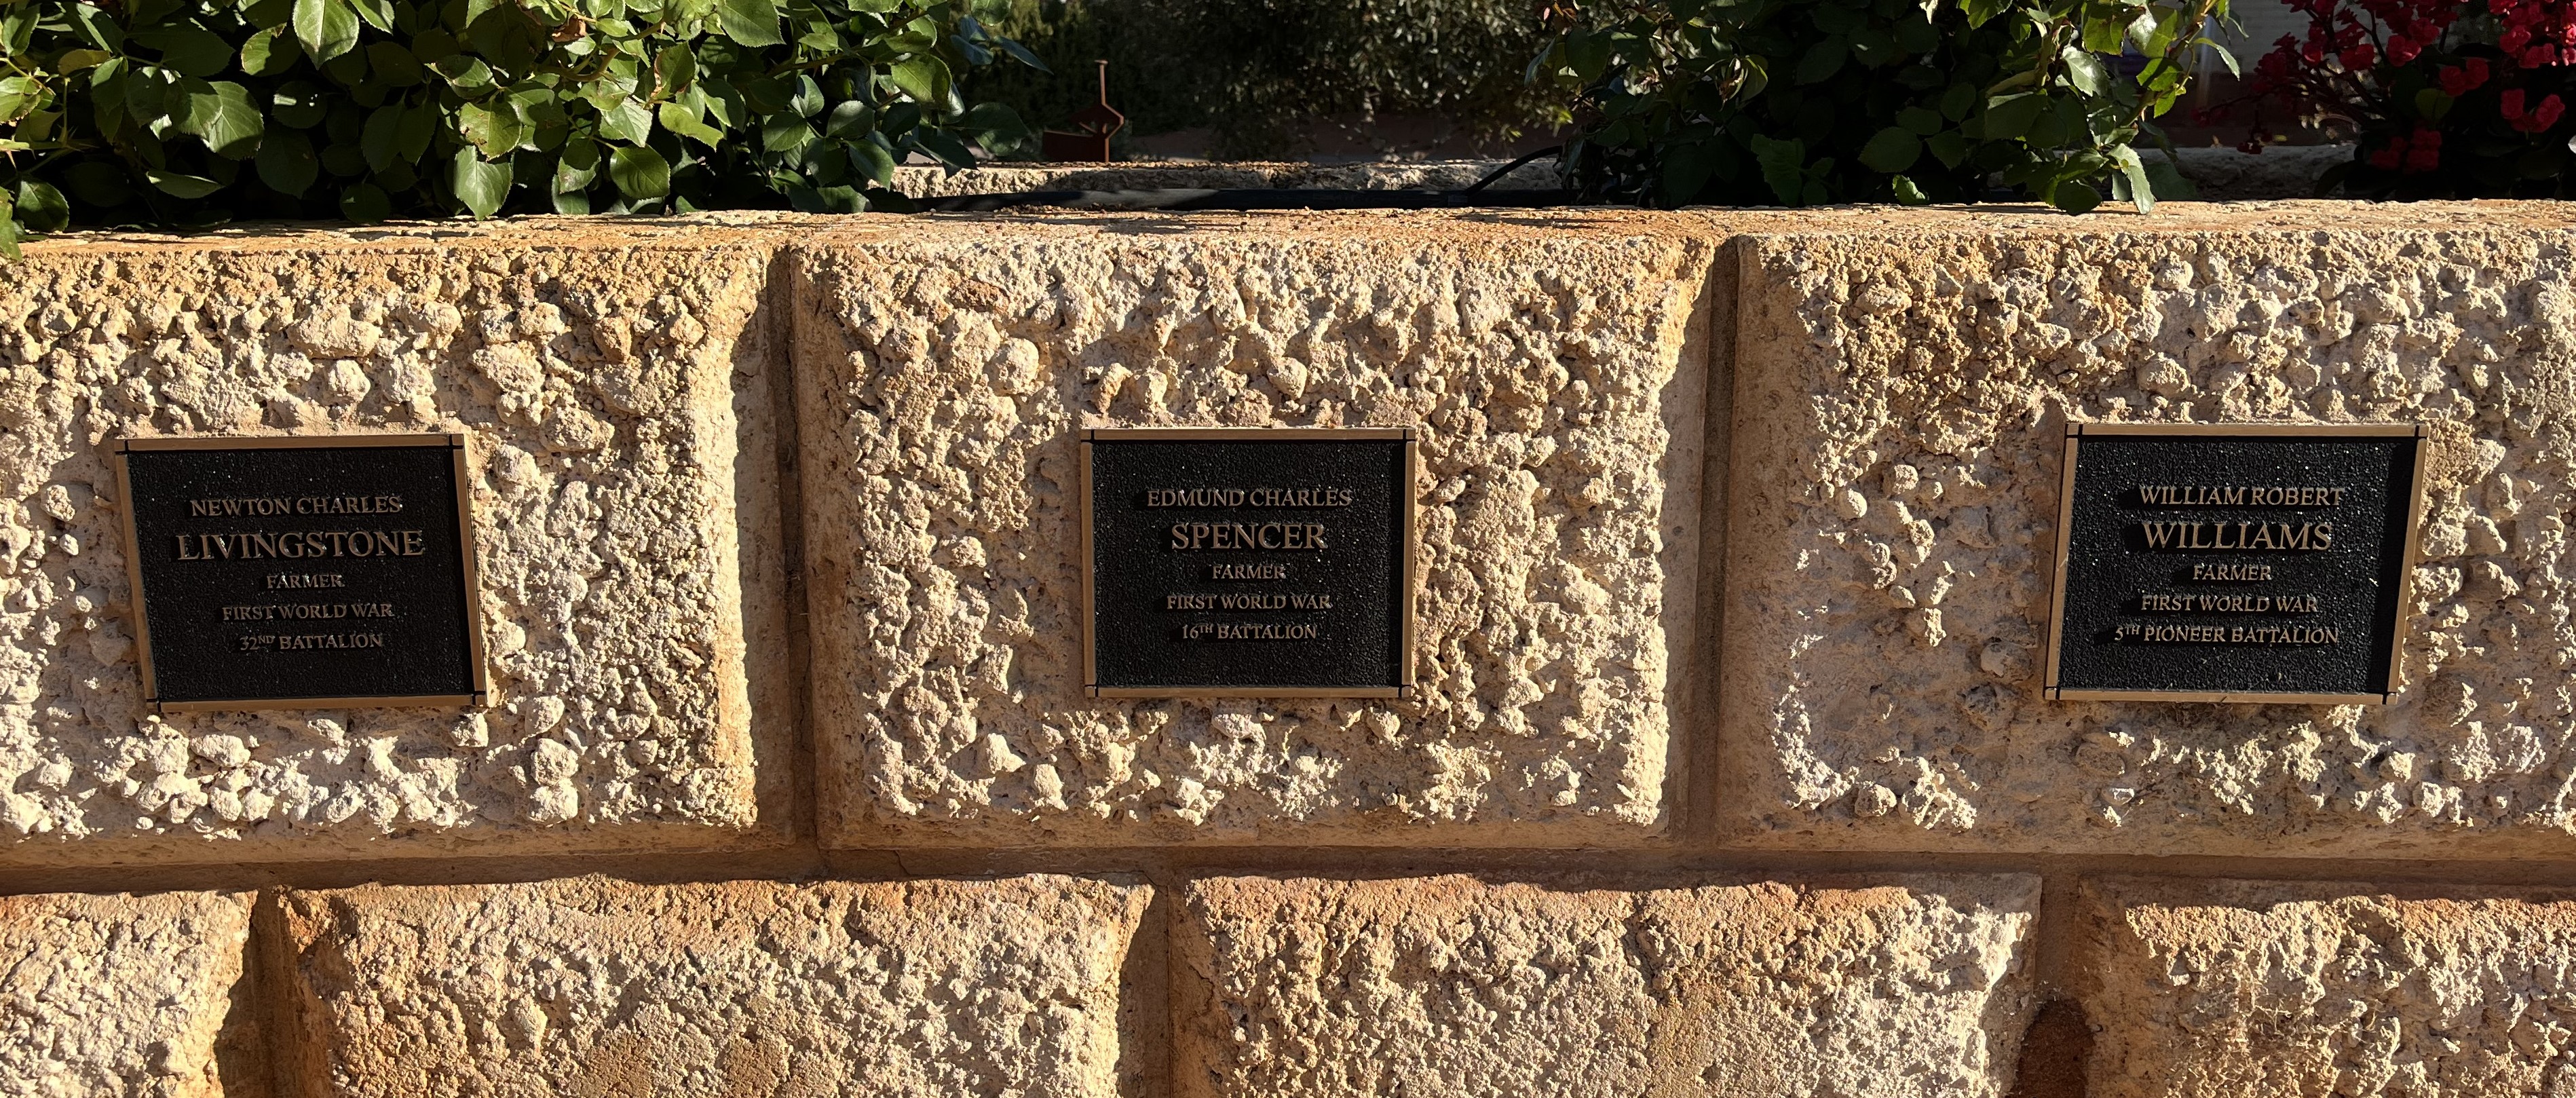 NEWTON CHARLES
LIVINGSTONE
FARMER
FIRST WORLD WAR
32ND BATTALION
EDMUND CHARLES
SPENCER
FARMER
FIRST WORLD WAR
16TH BATTALION
WILLIAM ROBERT
WILLIAMS
FARMER
FIRST WORLD WAR
5TH PIONEER BATTALION